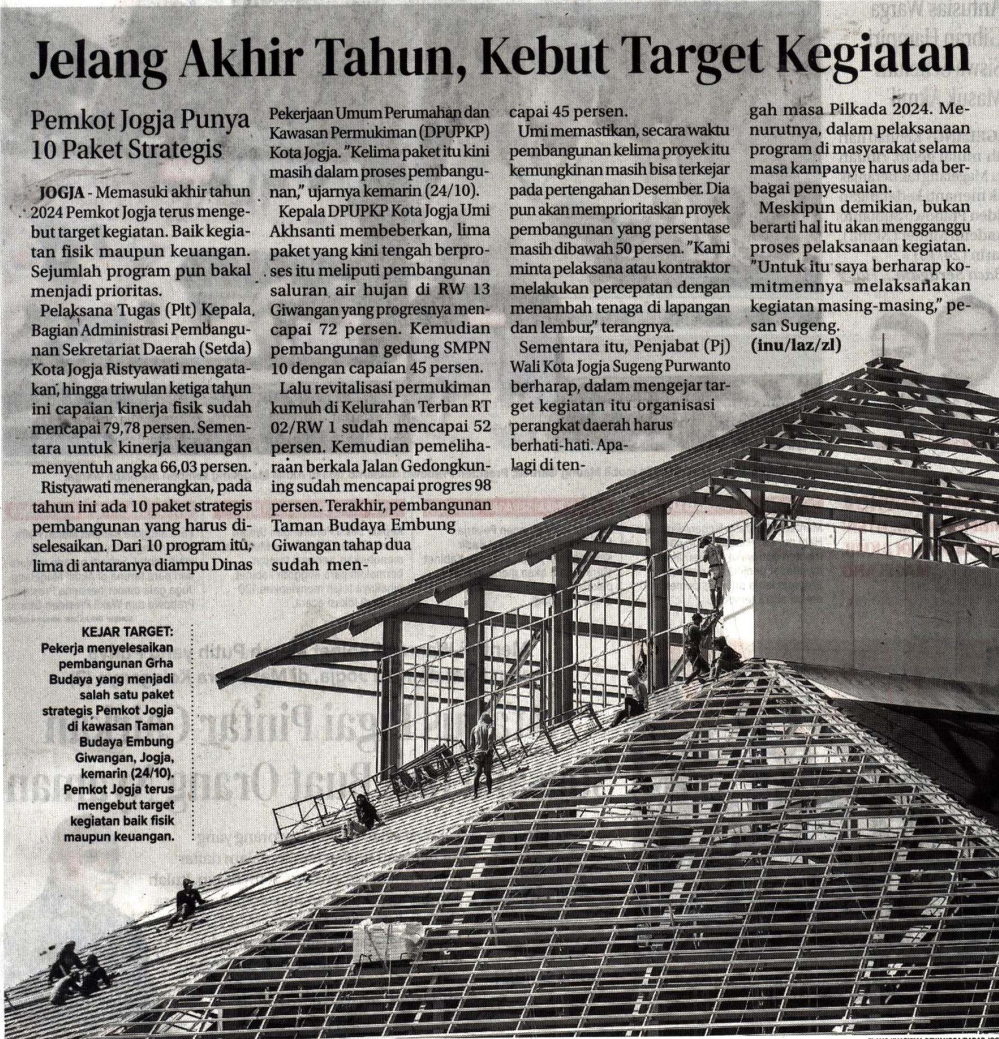 Jelang Akhir Tahun, Kebut Target Kegiatan
Pemkot Jogja Punya
10 Paket Strategis
JOGJA - Memasuki akhir tahun
2024 Pemkot Jogja terus menge-
but target kegiatan. Baik kegia-
tan fisik maupun keuangan.
Sejumlah program pun bakal
menjadi prioritas.
Pelaksana Tugas (Plt) Kepala
Bagian Administrasi Pembangu-
nan Sekretariat Daerah (Setda)
Kota Jogja Ristyawati mengata-
kan, hingga triwulan ketiga tahun
ini capaian kinerja fisik sudah
mencapai 79,78 persen. Semen-
tara untuk kinerja keuangan
menyentuh angka 66,03 persen.
Ristyawati menerangkan, pada
tahun ini ada 10 paket strategis
pembangunan yang harus di-
selesaikan. Dari 10 program itu,
lima di antaranya diampu Dinas
Pekerjaan Umum Perumahan dan
Kawasan Permukiman (DPUPKP)
Kota Jogja. "Kelima paket itu kini
masih dalam proses pembangu-
nan," ujarnya kemarin (24/10).
Kepala DPUPKP Kota Jogja Umi
Akhsanti membeberkan, lima
paket yang kini tengah berpro-
ses itu meliputi pembangunan
saluran air hujan di RW 13
Giwangan yang progresnya men-
capai 72 persen. Kemudian
pembangunan gedung SMPN
10 dengan capaian 45 persen.
Lalu revitalisasi permukiman
kumuh di Kelurahan Terban RT
02/RW 1 sudah mencapai 52
persen. Kemudian pemeliha-
raan berkala Jalan Gedongkun-
ing sudah mencapai progres 98
persen. Terakhir, pembangunan
Taman Budaya Embung
Giwangan tahap dua
sudah men-
capai 45 persen.
Umi memastikan, secara waktu
pembangunan kelima proyek itu
kemungkinan masih bisa terkejar
pada pertengahan Desember. Dia
pun akan memprioritaskan proyek
pembangunan yang persentase
masih dibawah 50 persen. "Kami
minta pelaksana atau kontraktor
melakukan percepatan dengan
menambah tenaga di lapangan
dan lembur," terangnya.
Sementara itu, Penjabat (Pj)
Wali Kota Jogja Sugeng Purwanto
berharap, dalam mengejar tar-
get kegiatan itu organisasi
perangkat daerah harus
berhati-hati. Apa-
lagi di ten-
gah masa Pilkada 2024. Me-
nurutnya, dalam pelaksanaan
program di masyarakat selama
masa kampanye harus ada ber-
bagai penyesuaian.
Meskipun demikian, bukan
berarti hal itu akan mengganggu
proses pelaksanaan kegiatan.
"Untuk itu saya berharap ko-
mitmennya melaksanakan
kegiatan masing-masing," pe-
san Sugeng.
(inu/laz/zl)
KEJAR TARGET:
Pekerja menyelesaikan
pembangunan Grha
Budaya yang menjadi
salah satu paket
strategis Pemkot Jogja
di kawasan Taman
Budaya Embung
Giwangan, Jogja,
kemarin (24/10).
Pemkot Jogja terus
mengebut target
kegiatan baik fisik
maupun keuangan.